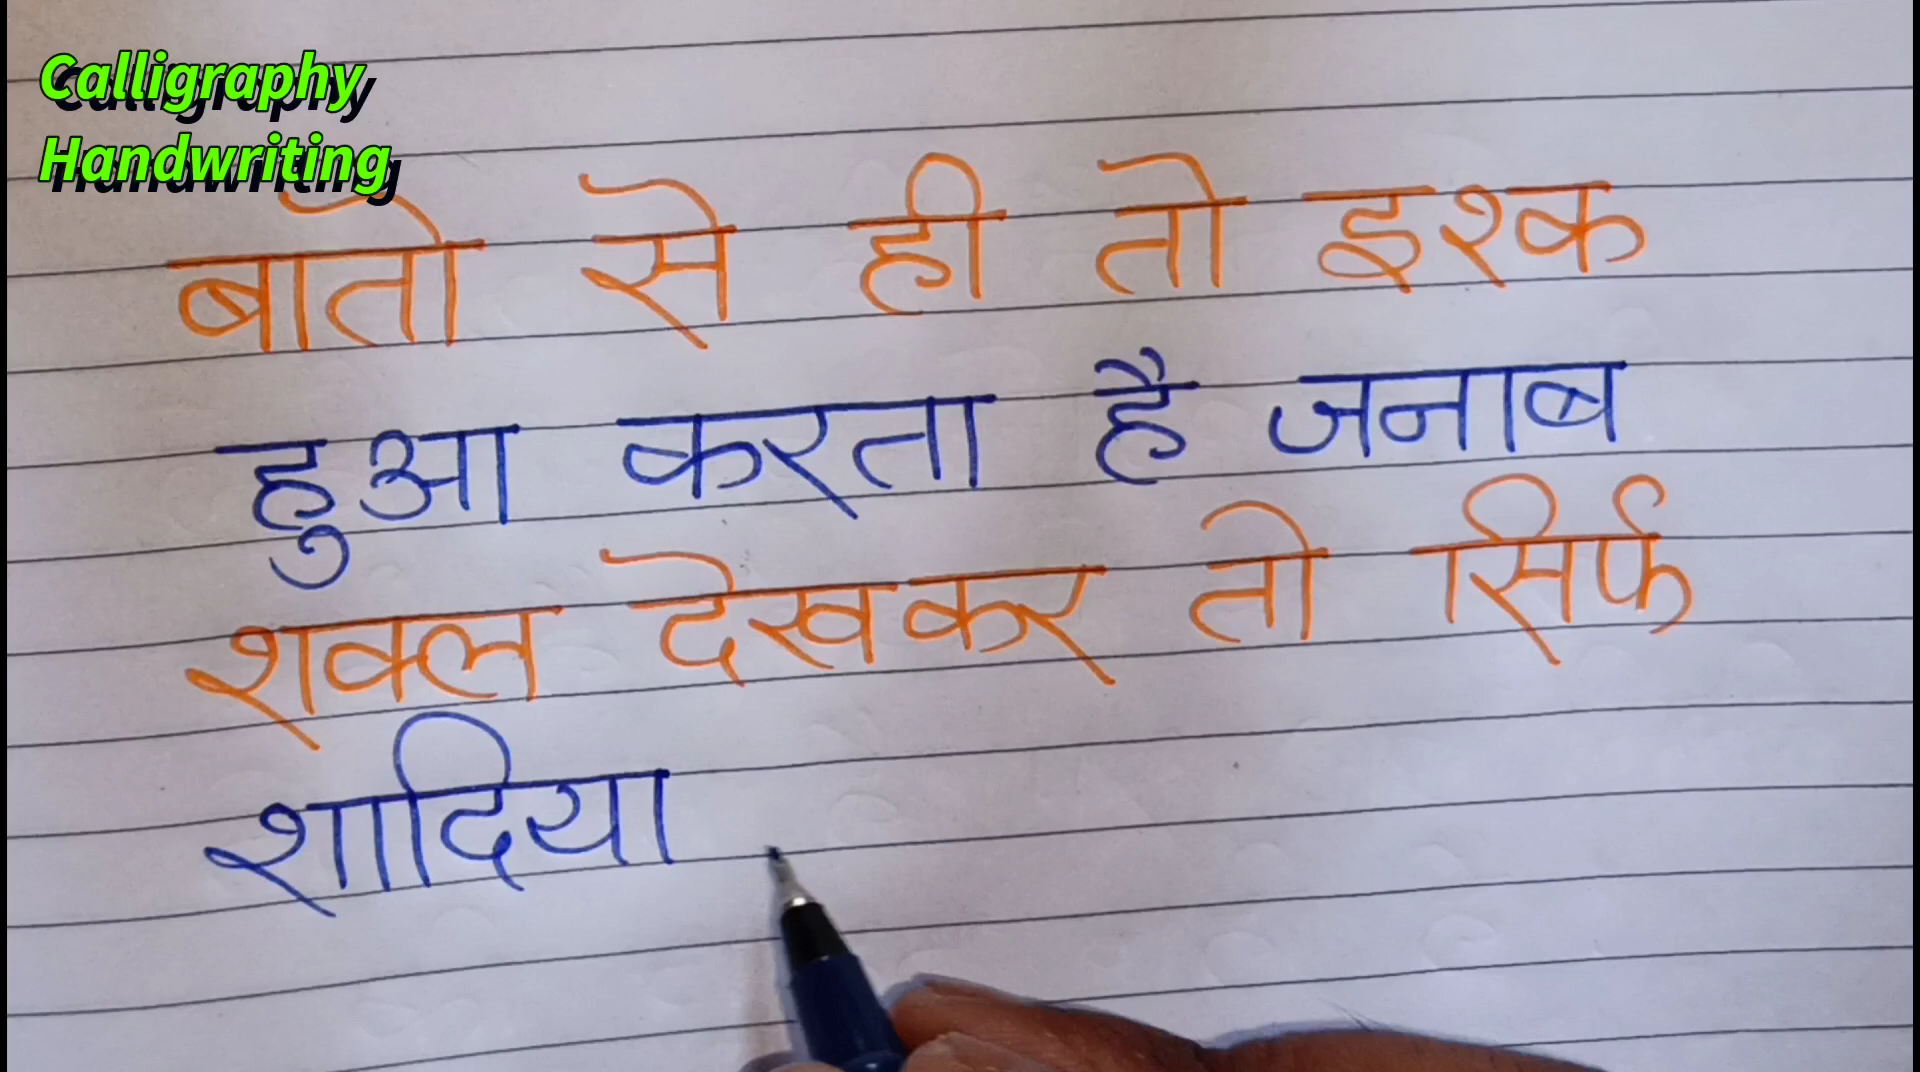 Calligraphy
Handwriting
बातो से ही तो इश्क
हुआ करता है जनाब
शक्ल देखकर तो सिर्फ
शादिया